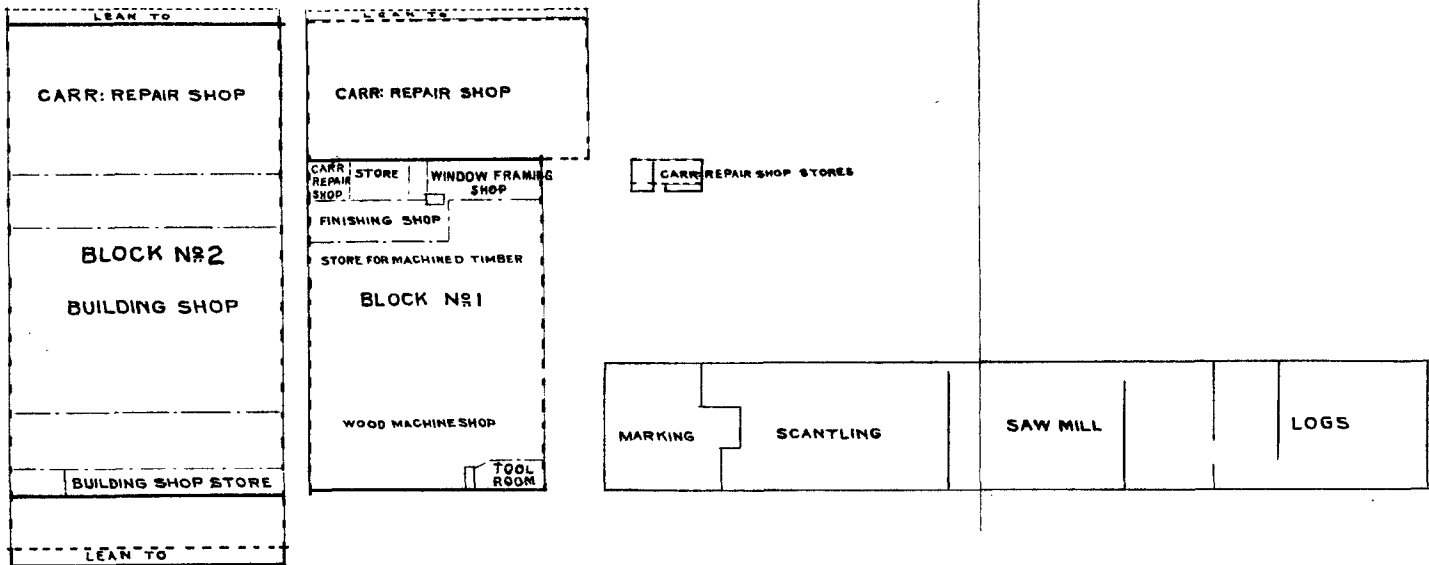 LEAN TO
CARR: REPAIR SHOP
BLOCK Nº2
BUILDING SHOP
BUILDING SHOP STORE
LEAN TO
LEAN TO
CARR: REPAIR SHOP
CARR
REPAIR
SHOP
STORE
WINDOW FRAMING
SHOP
FINISHING SHOP
STORE FOR MACHINED TIMBER
BLOCK Nº1
WOOD MACHINE SHOP
TOOL
ROOM
CARR: REPAIR SHOP STORES
MARKING
SCANTLING
SAW MILL
LOGS